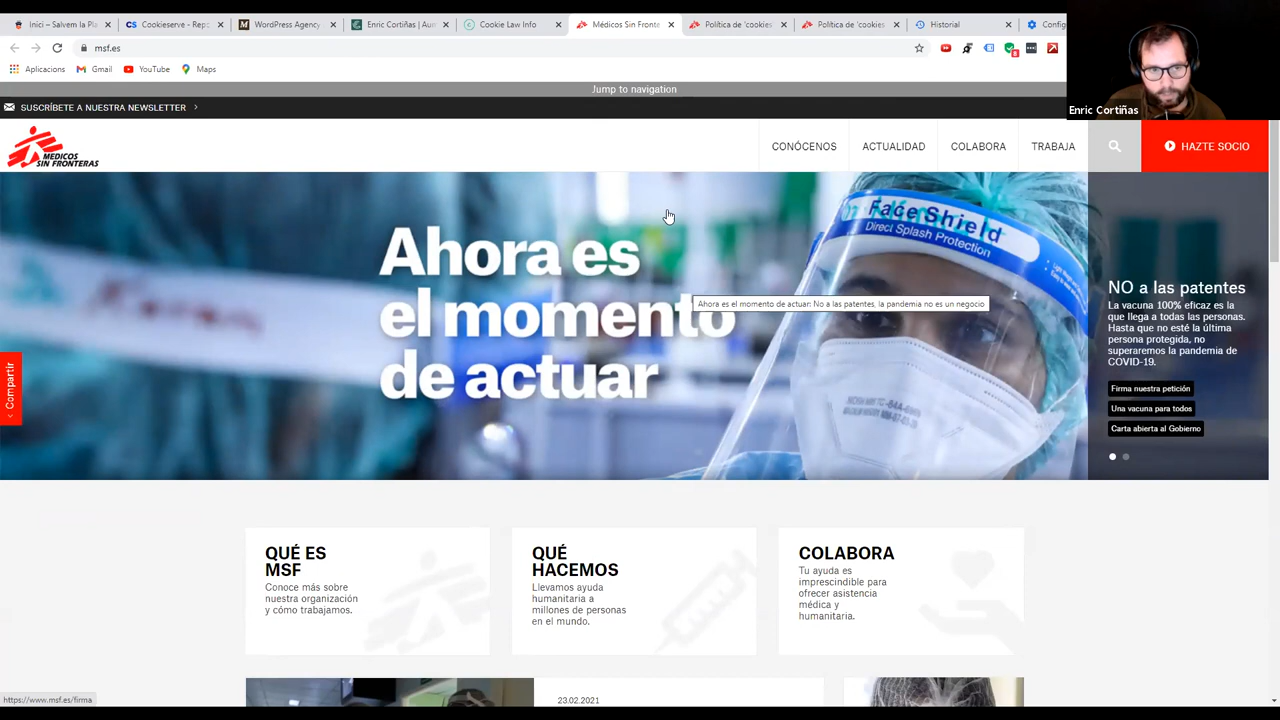 Inici – Salvem la Pla
Cookieserve - Rep
WordPress Agency
Enric Cortiñas | Au
Cookie Law Info
Médicos Sin Fronte
Política de 'cookies
Política de 'cookies
Historial
Config
msf.es
Aplicacions
Gmail
YouTube
Maps
Enric Cortiñas
Jump to navigation
SUSCRÍBETE A NUESTRA NEWSLETTER
MEDICOS
SIN FRONTERAS
CONÓCENOS
ACTUALIDAD
COLABORA
TRABAJA
HAZTE SOCIO
Face Shield
Direct Splash Protection
Ahora es
el momento
de actuar
Ahora es el momento de actuar: No a las patentes, la pandemia no es un negocio
NO a las patentes
La vacuna 100% eficaz es la
que llega a todas las personas.
Hasta que no esté la última
persona protegida, no
superaremos la pandemia de
COVID-19.
Firma nuestra petición
Una vacuna para todos
Carta abierta al Gobierno
Compartir
QUÉ ES
MSF
Conoce más sobre
nuestra organización
y cómo trabajamos.
QUÉ
HACEMOS
Llevamos ayuda
humanitaria a
millones de personas
en el mundo.
COLABORA
Tu ayuda es
imprescindible para
ofrecer asistencia
médica y
humanitaria.
23.02.2021
https://www.msf.es/firma